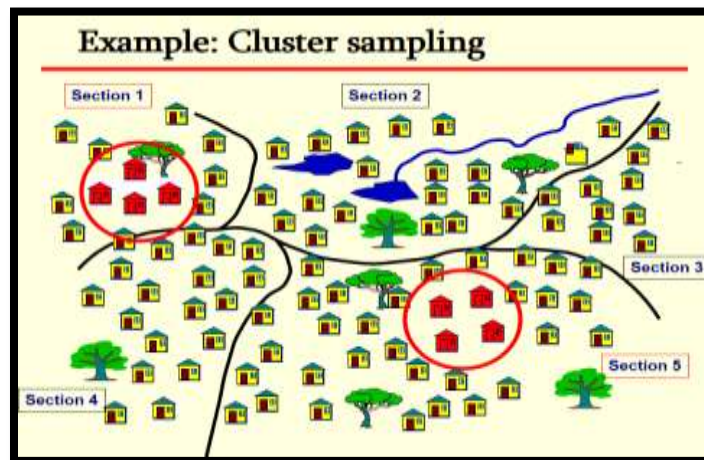 Example: Cluster sampling
Section 1
Section 2
Section 3
Section 4
Section 5